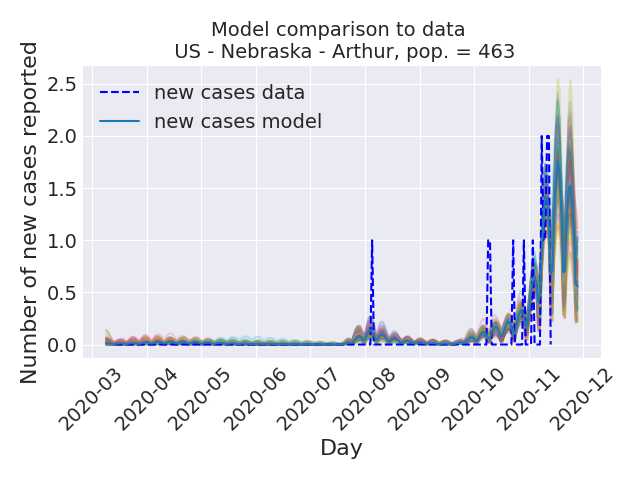 Model comparison to data
US - Nebraska - Arthur, pop. = 463
Number of new cases reported
2.5
2.0
1.5
1.0
0.5
0.0
new cases data
new cases model
2020-03
2020-04
2020-05
2020-06
2020-07
2020-08
2020-09
2020-10
2020-11
2020-12
Day